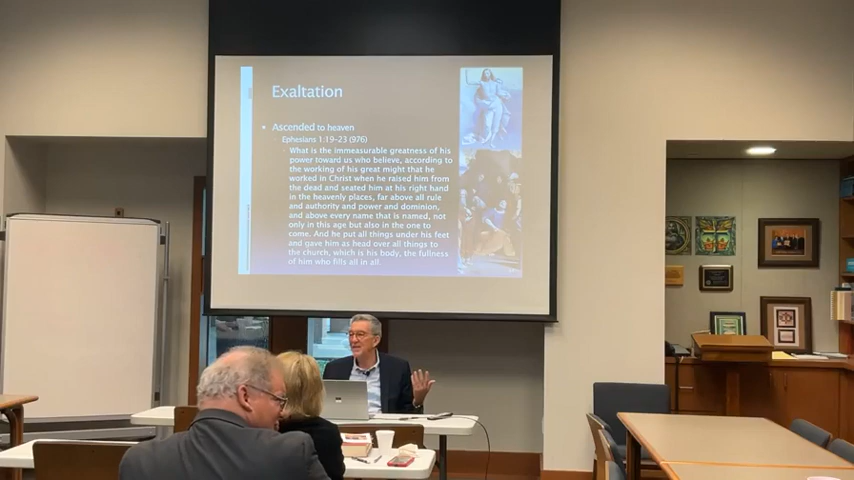 Exaltation
• Ascended to heaven
Ephesians 1:19-23 (976)
What is the immeasurable greatness of his
power toward us who believe, according to
the working of his great might that he
worked in Christ when he raised him from
the dead and seated him at his right hand
in the heavenly places, far above all rule
and authority and power and dominion,
and above every name that is named, not
only in this age but also in the one to
come. And he put all things under his feet
and gave him as head over all things to
the church, which is his body, the fullness
of him who fills all in all.